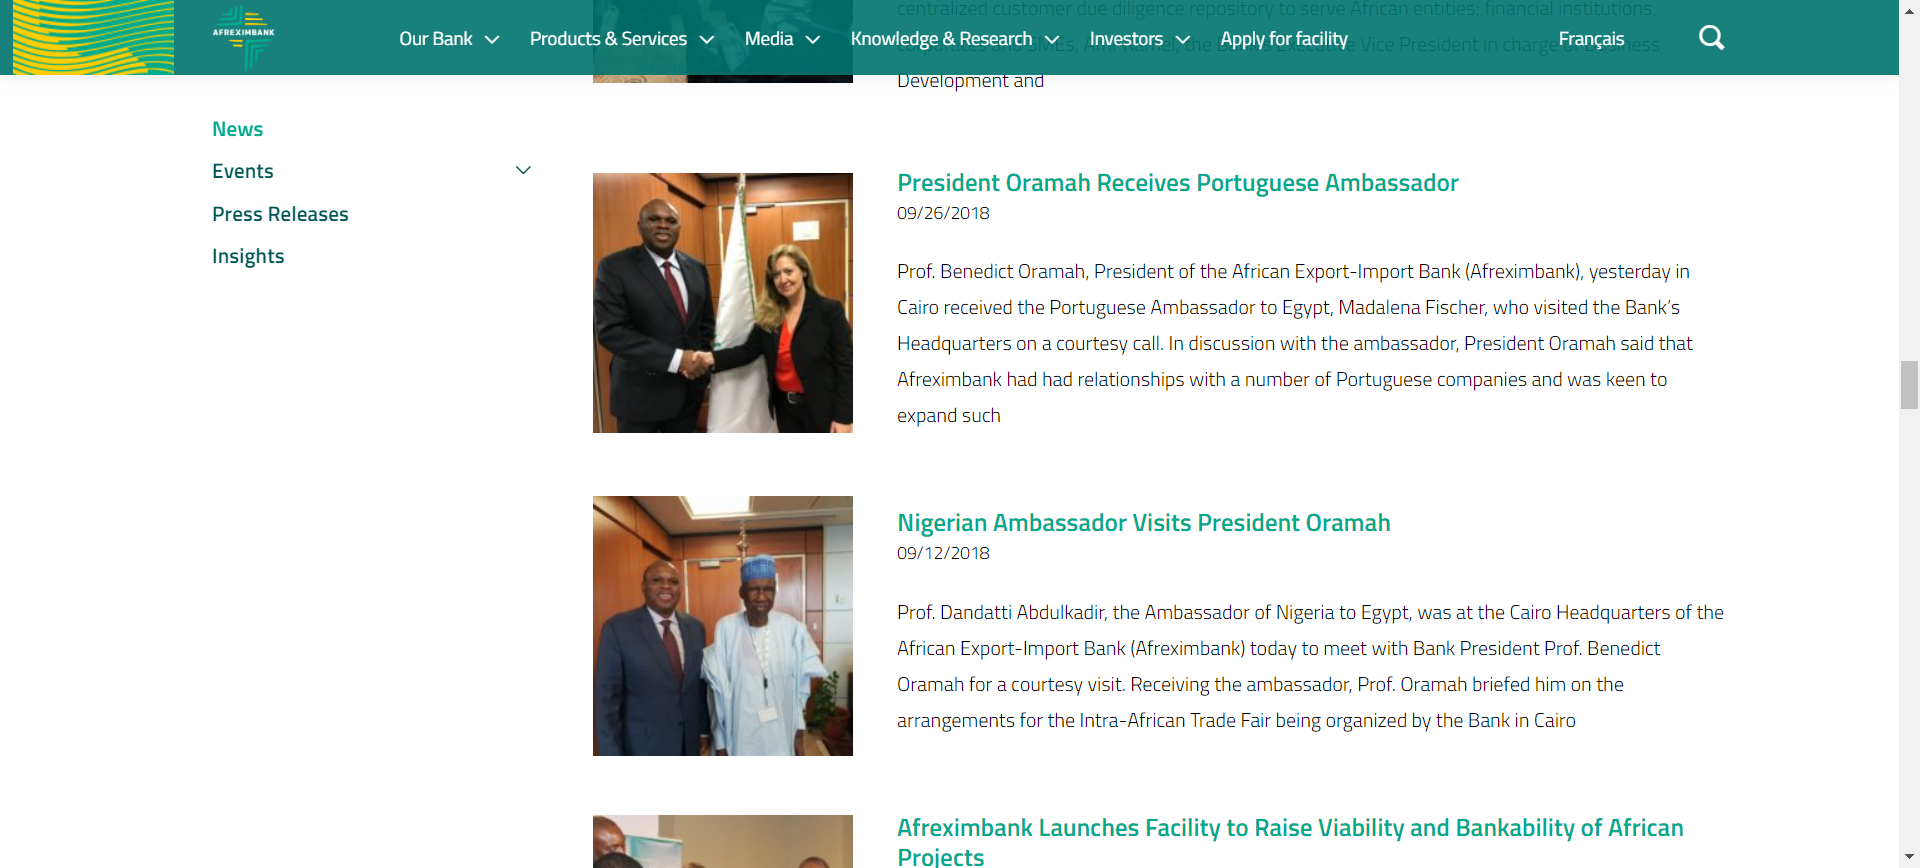 AFREXIMBANK
Our Bank
Products & Services
Media
Knowledge & Research
Investors
Apply for facility
Français
centralized customer due diligence repository to serve African entities; financial institutions,
corporates and SMEs, Amr Kamel, the Bank's Executive Vice President in charge of Business
Development and
News
Events
Press Releases
Insights
President Oramah Receives Portuguese Ambassador
09/26/2018
Prof. Benedict Oramah, President of the African Export-Import Bank (Afreximbank), yesterday in
Cairo received the Portuguese Ambassador to Egypt, Madalena Fischer, who visited the Bank’s
Headquarters on a courtesy call. In discussion with the ambassador, President Oramah said that
Afreximbank had had relationships with a number of Portuguese companies and was keen to
expand such
Nigerian Ambassador Visits President Oramah
09/12/2018
Prof. Dandatti Abdulkadir, the Ambassador of Nigeria to Egypt, was at the Cairo Headquarters of the
African Export-Import Bank (Afreximbank) today to meet with Bank President Prof. Benedict
Oramah for a courtesy visit. Receiving the ambassador, Prof. Oramah briefed him on the
arrangements for the Intra-African Trade Fair being organized by the Bank in Cairo
Afreximbank Launches Facility to Raise Viability and Bankability of African
Projects